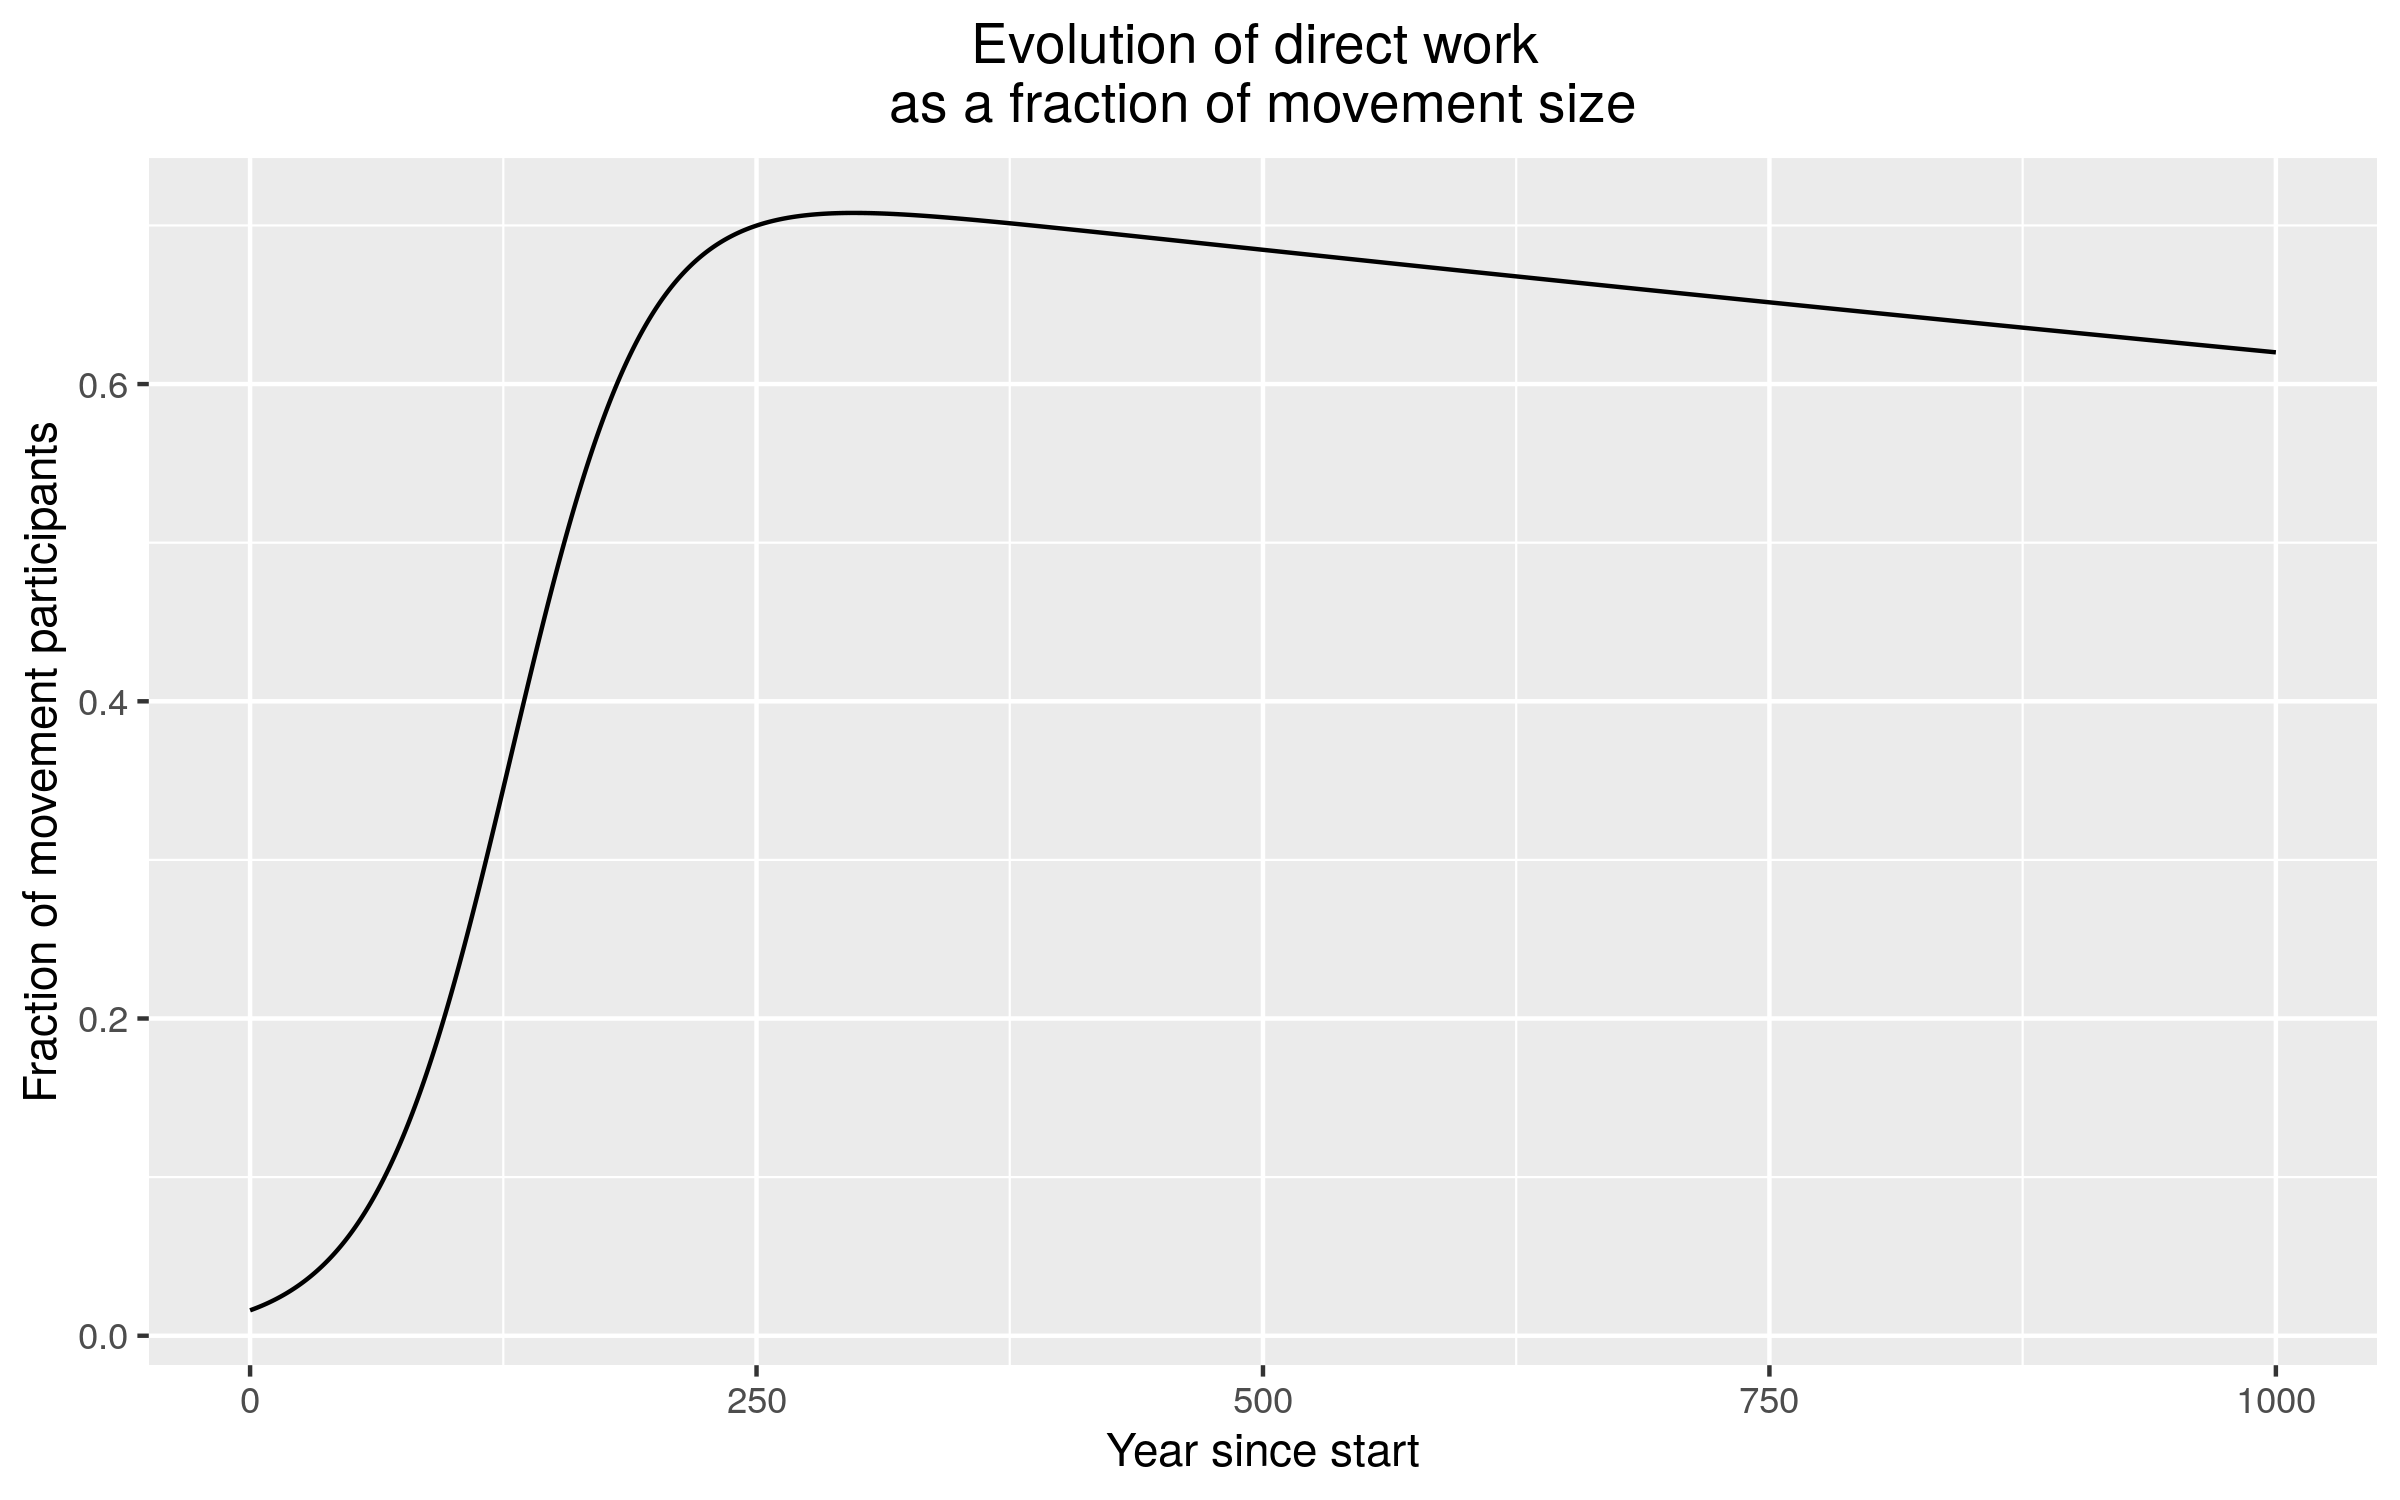 Evolution of direct work
as a fraction of movement size
Fraction of movement participants
0.6
0.4
0.2
0.0
0
250
500
750
1000
Year since start